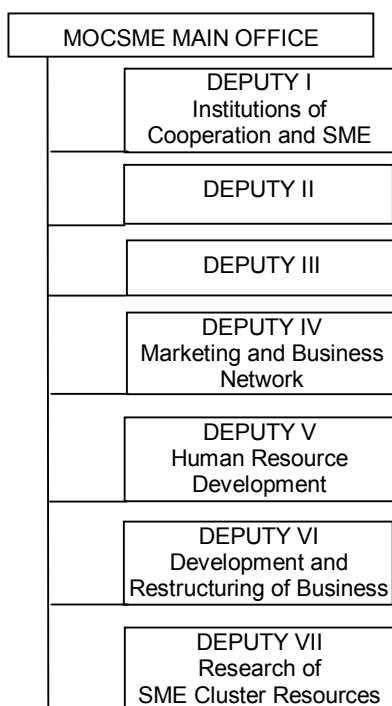 MOCSME MAIN OFFICE
DEPUTY I
Institutions of
Cooperation and SME
DEPUTY II
DEPUTY III
DEPUTY IV
Marketing and Business
Network
DEPUTY V
Human Resource
Development
DEPUTY VI
Development and
Restructuring of Business
DEPUTY VII
Research of
SME Cluster Resources